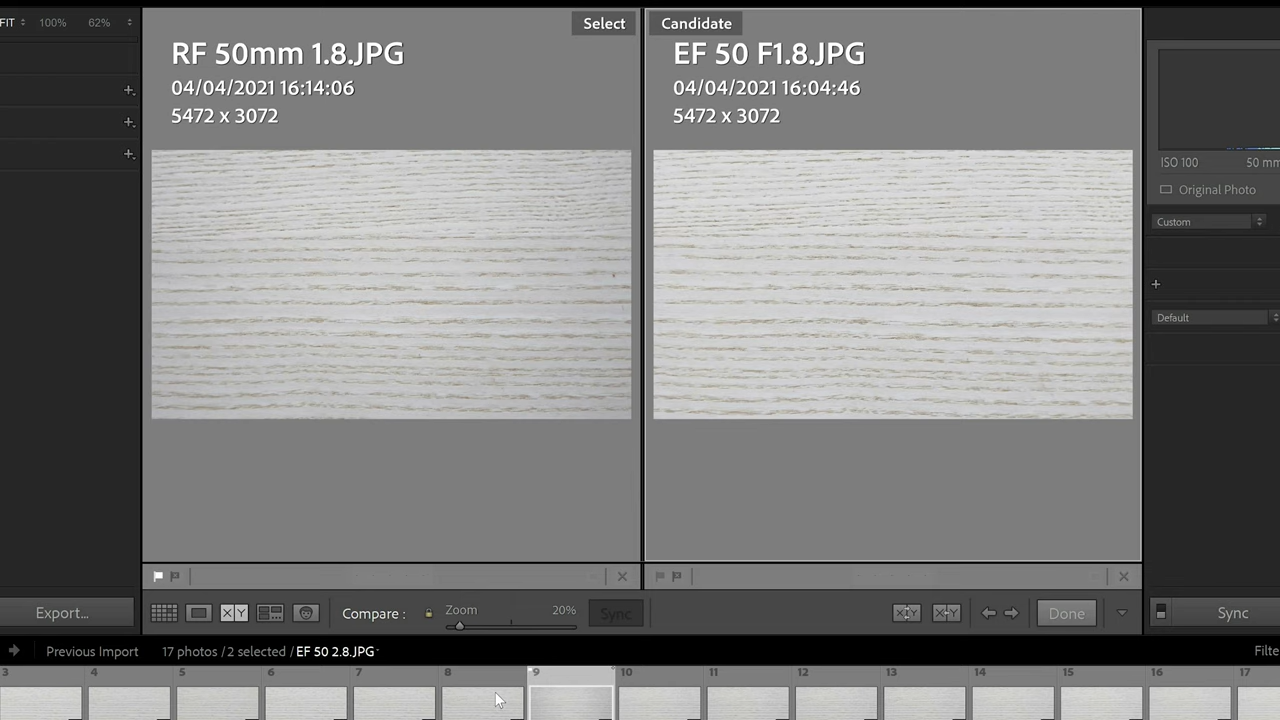 FIT 100% 62%
Select
Candidate
RF 50mm 1.8.JPG
04/04/2021 16:14:06
5472 x 3072
EF 50 F1.8.JPG
04/04/2021 16:04:46
5472 x 3072
ISO 100 50 mm
Original Photo
Custom
Default
Export...
X Y
Compare :
Zoom 20%
Sync
X Y
X Y
Done
Sync
Previous Import 17 photos / 2 selected / EF 50 2.8.JPG
Filte
3 4 5 6 7 8 9 10 11 12 13 14 15 16 17